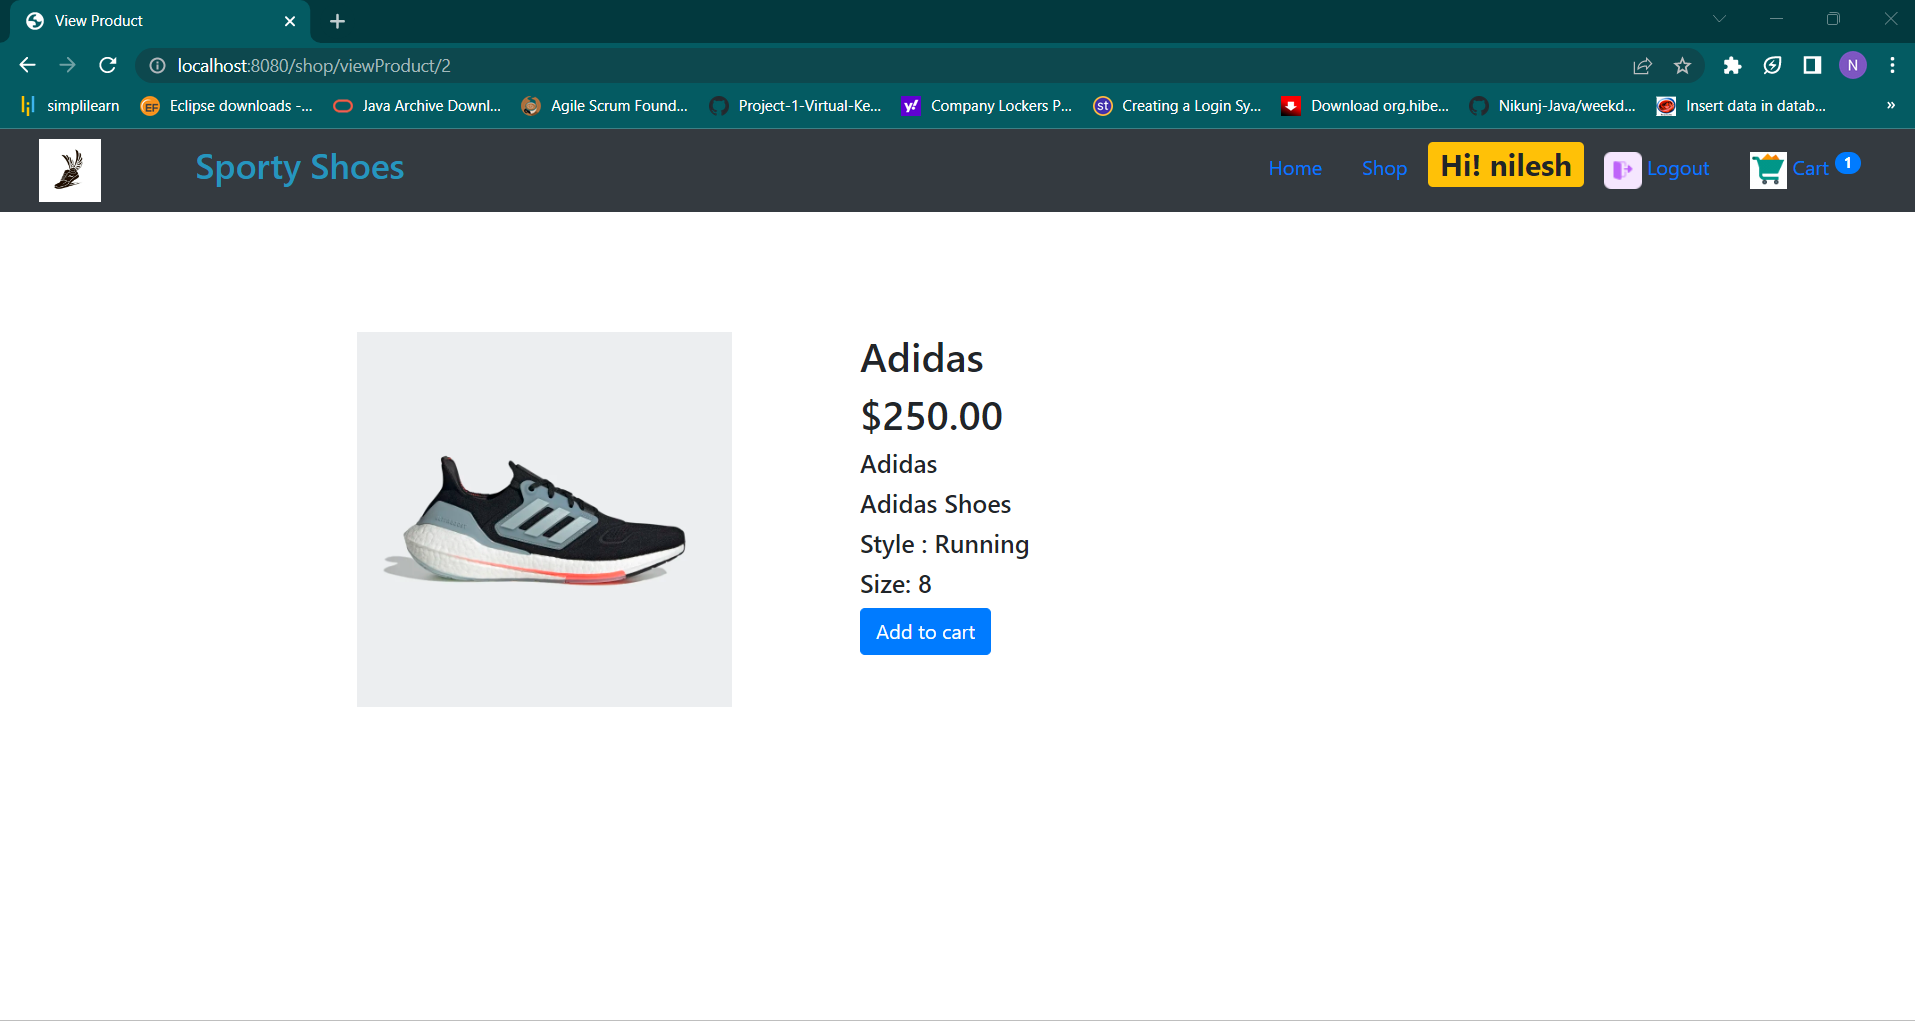 View Product
localhost:8080/shop/viewProduct/2
N
simplilearn
EF Eclipse downloads -...
Java Archive Downl...
Agile Scrum Found...
Project-1-Virtual-Ke...
y! Company Lockers P...
st Creating a Login Sy...
Download org.hibe...
Nikunj-Java/weekd...
Insert data in datab...
»
Sporty Shoes
Home
Shop
Hi! nilesh
Logout
Cart 1
Adidas
$250.00
Adidas
Adidas Shoes
Style : Running
Size: 8
Add to cart